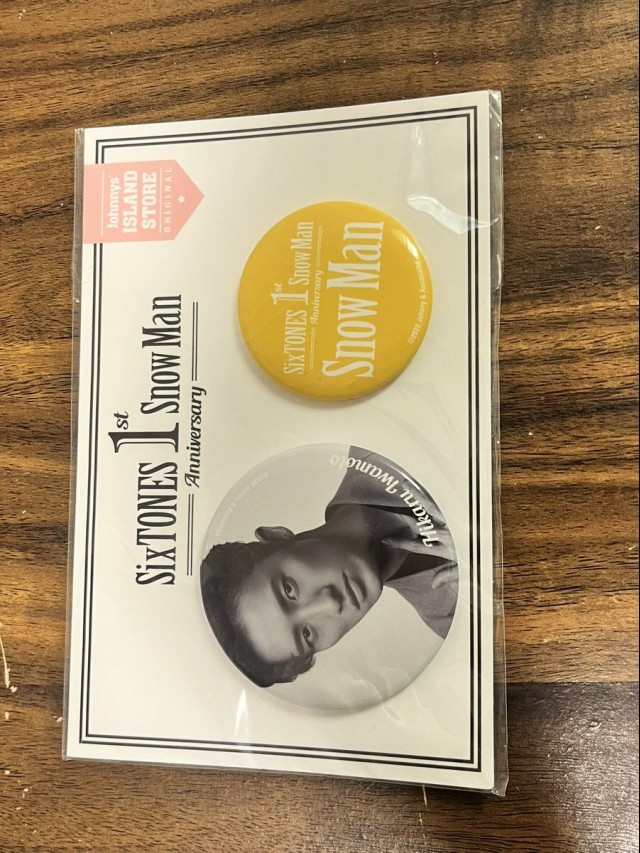 Johnnys'
ISLAND
STORE
ORIGINAL
SixTONES 1st Snow Man
Anniversary
SixTONES 1st Snow Man
Anniversary
Snow Man
Hikaru Iwamoto